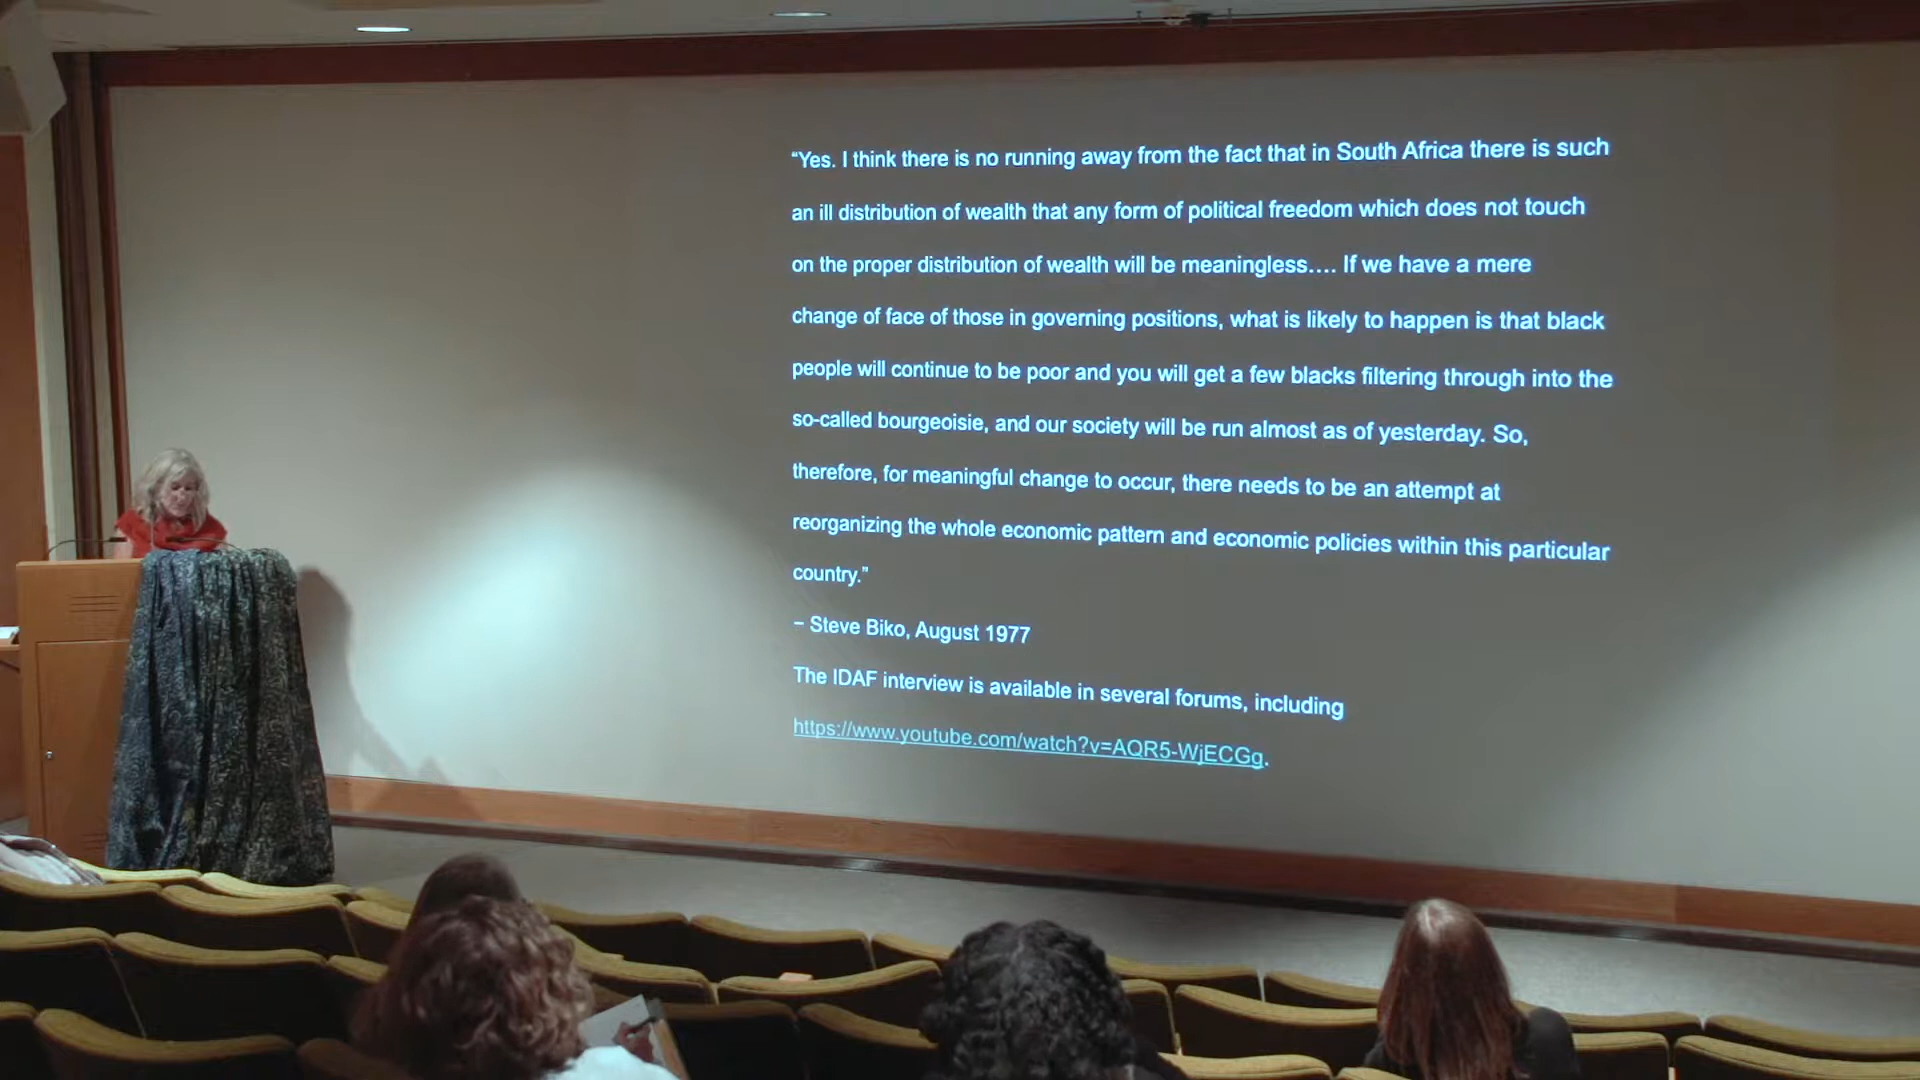 “Yes. I think there is no running away from the fact that in South Africa there is such
an ill distribution of wealth that any form of political freedom which does not touch
on the proper distribution of wealth will be meaningless…. If we have a mere
change of face of those in governing positions, what is likely to happen is that black
people will continue to be poor and you will get a few blacks filtering through into the
so-called bourgeoisie, and our society will be run almost as of yesterday. So,
therefore, for meaningful change to occur, there needs to be an attempt at
reorganizing the whole economic pattern and economic policies within this particular
country.”
– Steve Biko, August 1977
The IDAF interview is available in several forums, including
https://www.youtube.com/watch?v=AQR5-WjECGg.